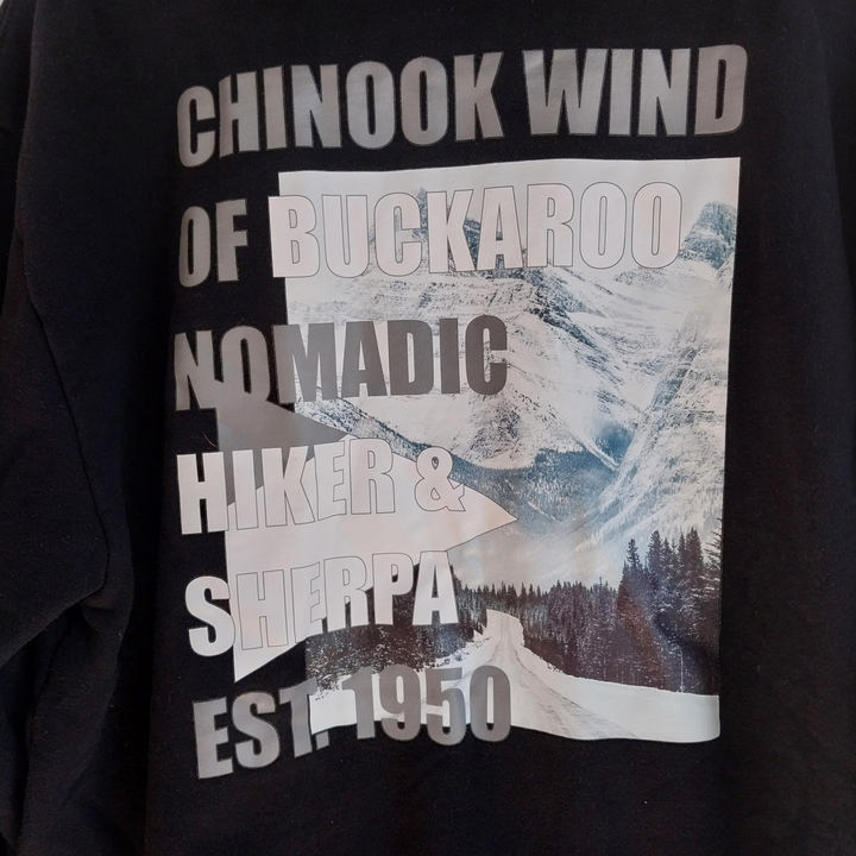 CHINOOK WIND
OF BUCKAROO
NOMADIC
HIKER &
SHERPA
EST. 1950